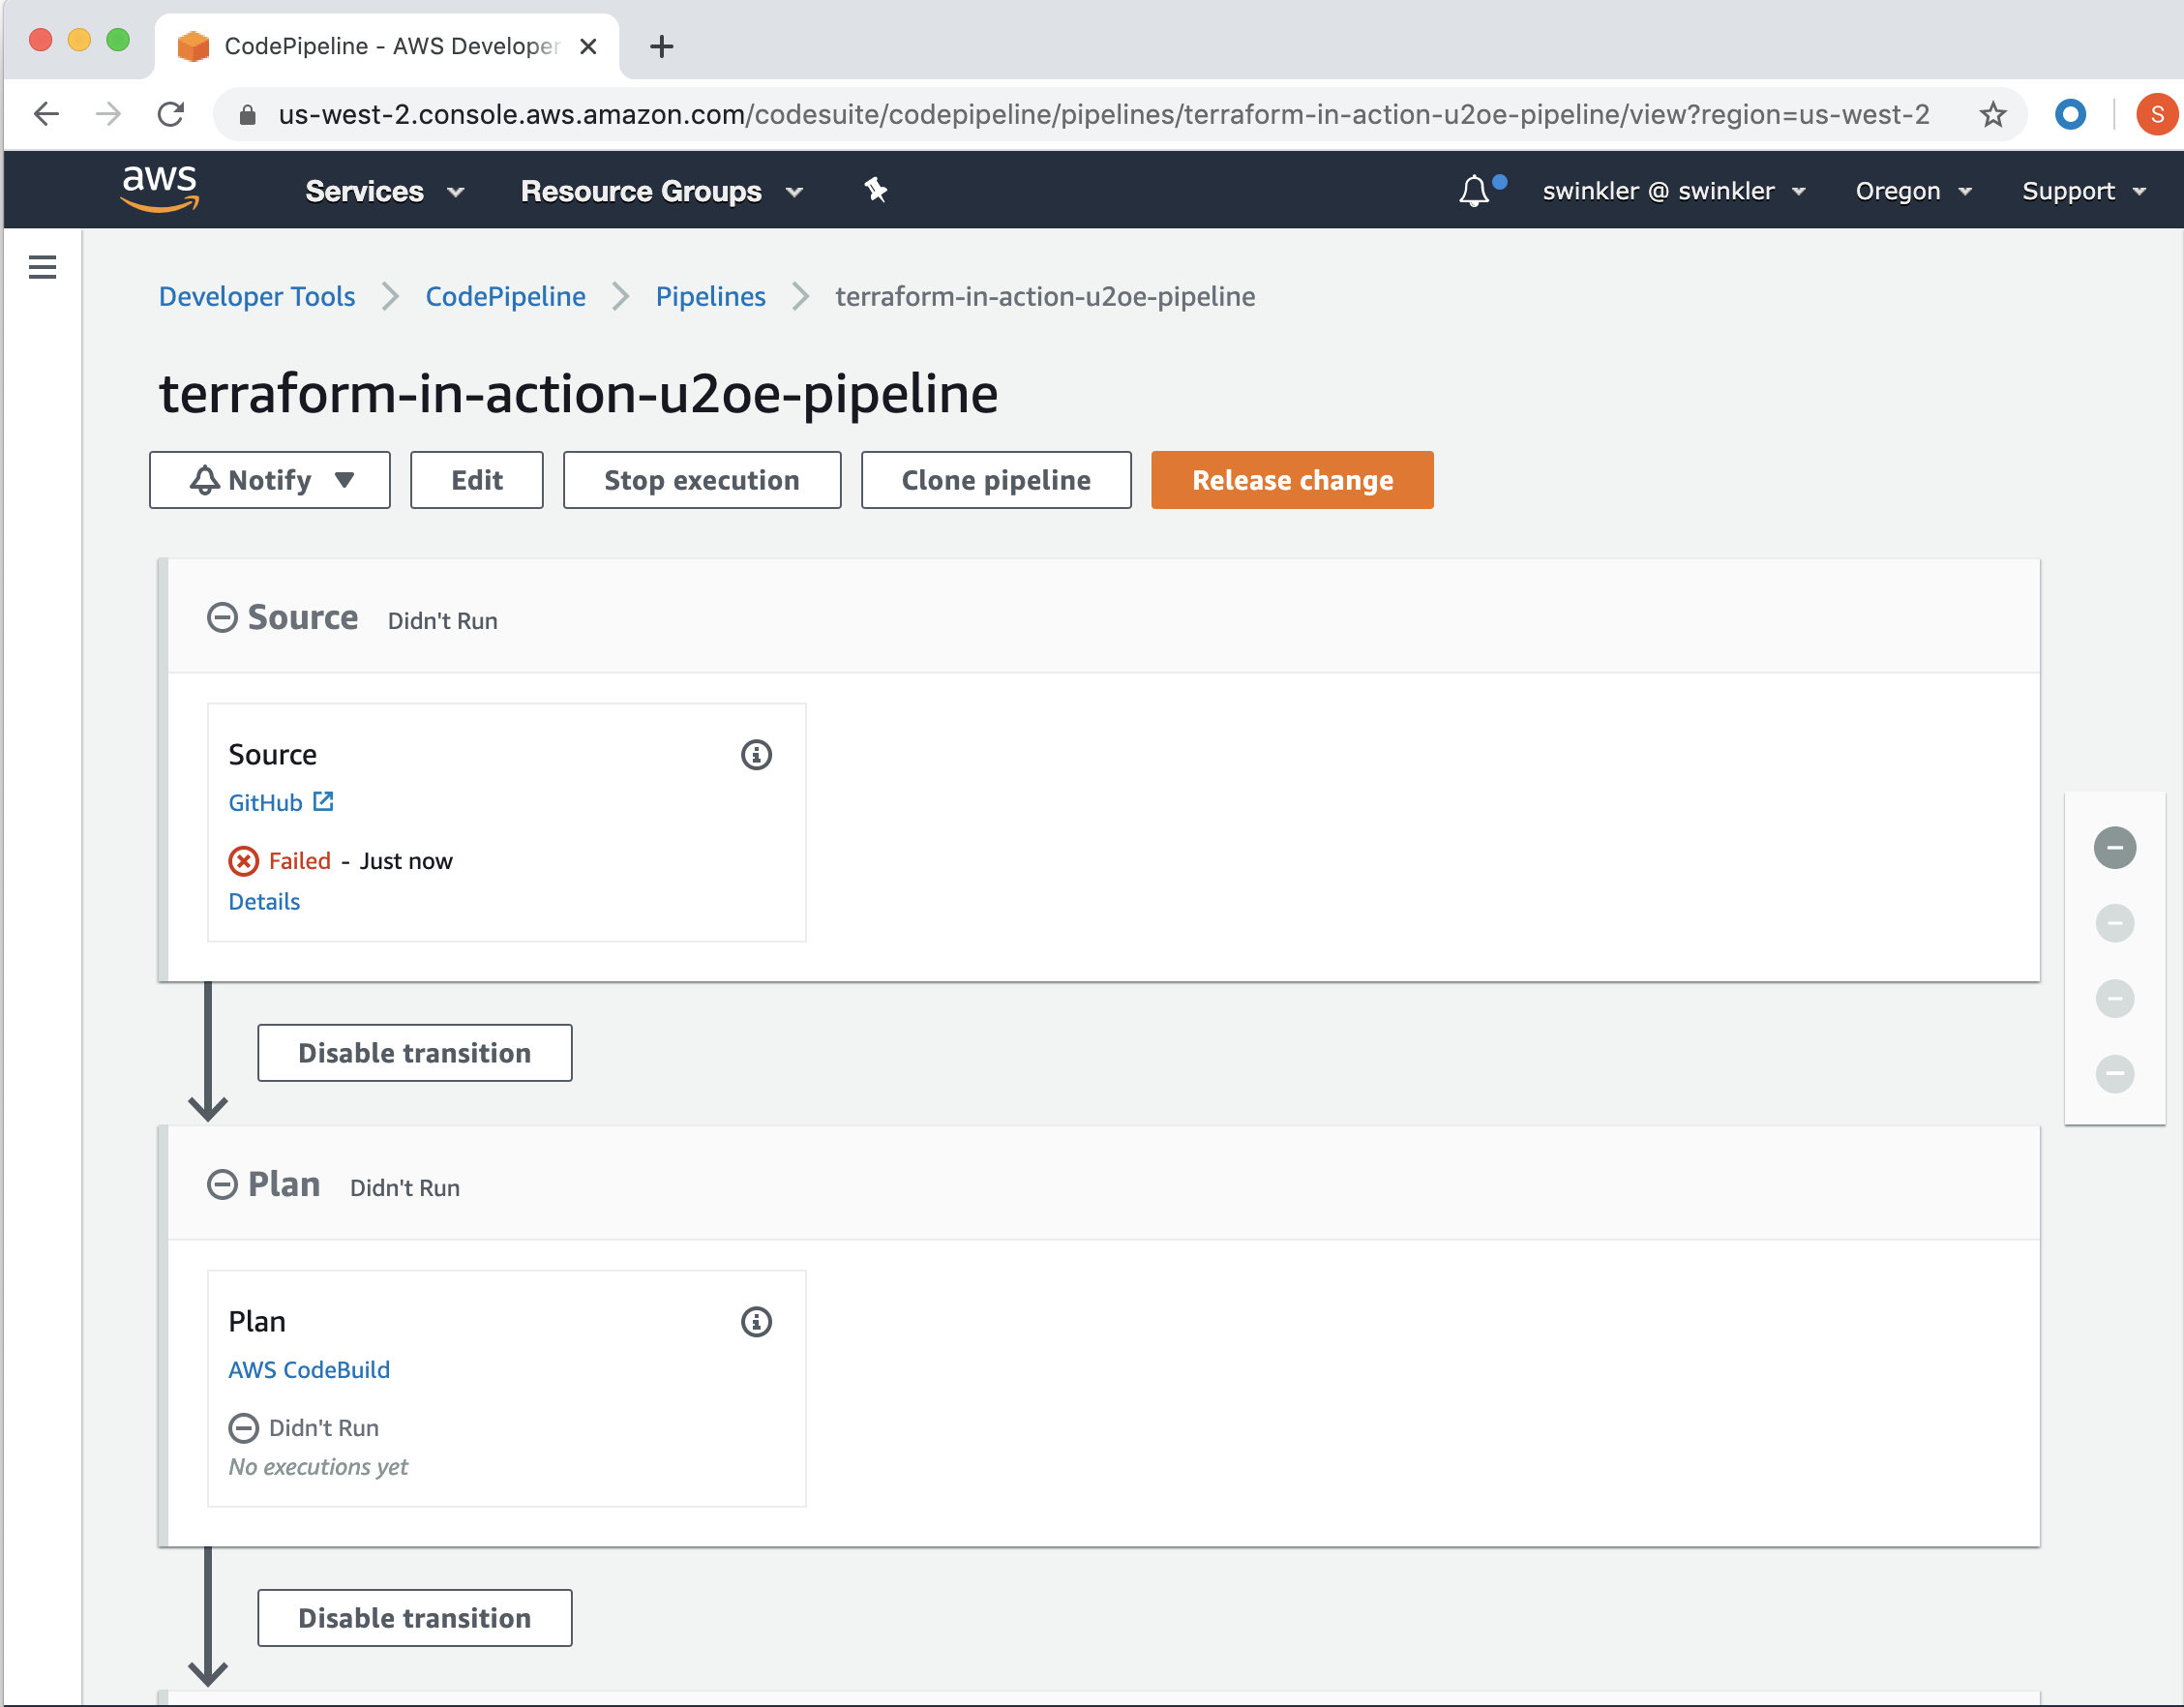 CodePipeline - AWS Developer
us-west-2.console.aws.amazon.com/codesuite/codepipeline/pipelines/terraform-in-action-u2oe-pipeline/view?region=us-west-2
S
aws Services Resource Groups swinkler @ swinkler Oregon Support
Developer Tools CodePipeline Pipelines terraform-in-action-u2oe-pipeline
terraform-in-action-u2oe-pipeline
Notify Edit Stop execution Clone pipeline Release change
Source Didn't Run
Source
GitHub
Failed - Just now
Details
Disable transition
Plan Didn't Run
Plan
AWS CodeBuild
Didn't Run
No executions yet
Disable transition